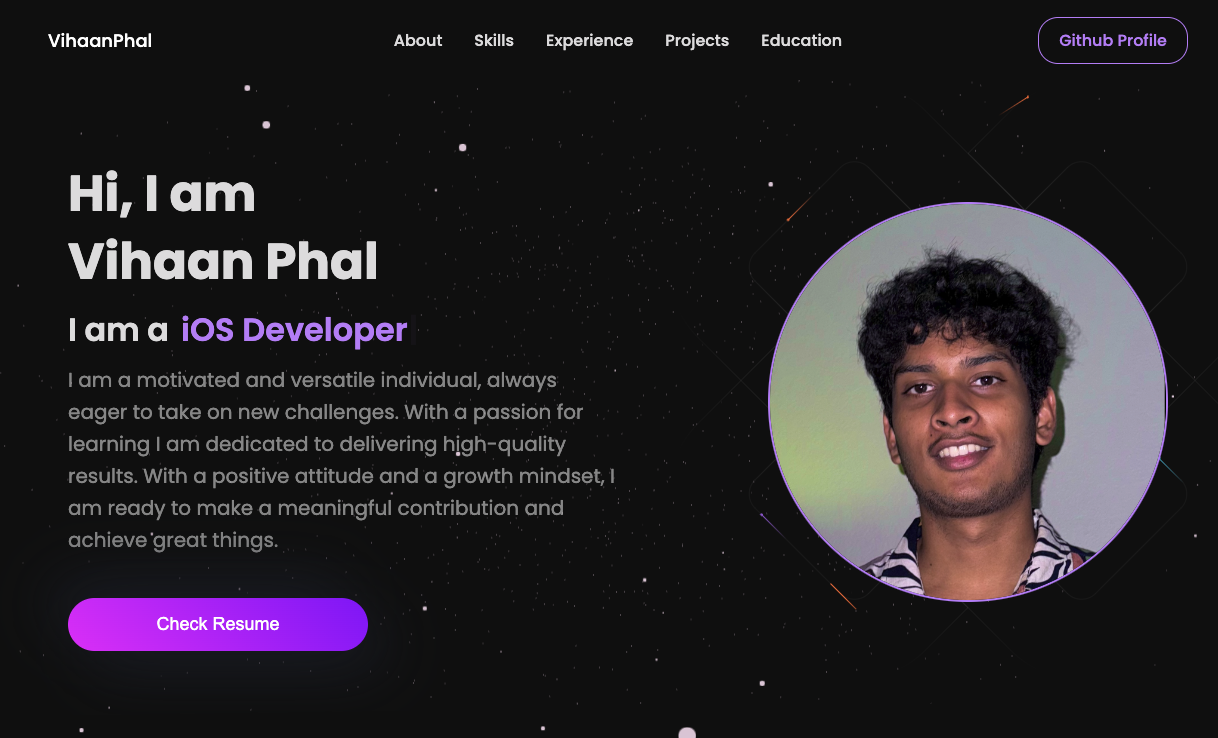 VihaanPhal
About
Skills
Experience
Projects
Education
Github Profile
Hi, I am
Vihaan Phal
I am a iOS Developer
I am a motivated and versatile individual, always
eager to take on new challenges. With a passion for
learning I am dedicated to delivering high-quality
results. With a positive attitude and a growth mindset, I
am ready to make a meaningful contribution and
achieve great things.
Check Resume